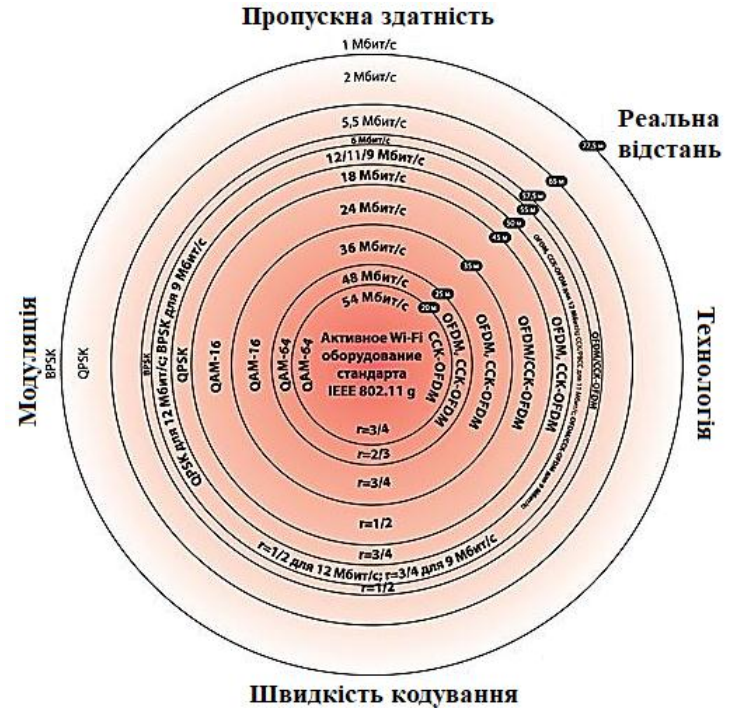 Пропускна здатність
1 Мбит/с
2 Мбит/с
5,5 Мбит/с
6 Мбит/с
12/11/9 Мбит/с
18 Мбит/с
24 Мбит/с
36 Мбит/с
48 Мбит/с
54 Мбит/с
Реальна
відстань
77,5 м
65 м
57,5 м
55 м
50 м
45 м
35 м
25 м
20 м
Модуляція
BPSK
QPSK
BPSK
QPSK для 12 Мбит/с; BPSK для 9 Мбит/с
QPSK
QAM-16
QAM-16
QAM-64
QAM-64
Активное Wi-Fi
оборудование
стандарта
IEEE 802.11 g
CCK-OFDM
OFDM, CCK-OFDM
OFDM, CCK-OFDM
OFDM/CCK-OFDM
OFDM, CCK-OFDM
OFDM/CCK-OFDM
Технологія
r=3/4
r=2/3
r=3/4
r=1/2
r=3/4
r=1/2 для 12 Мбит/с; r=3/4 для 9 Мбит/с
r=1/2
Швидкість кодування